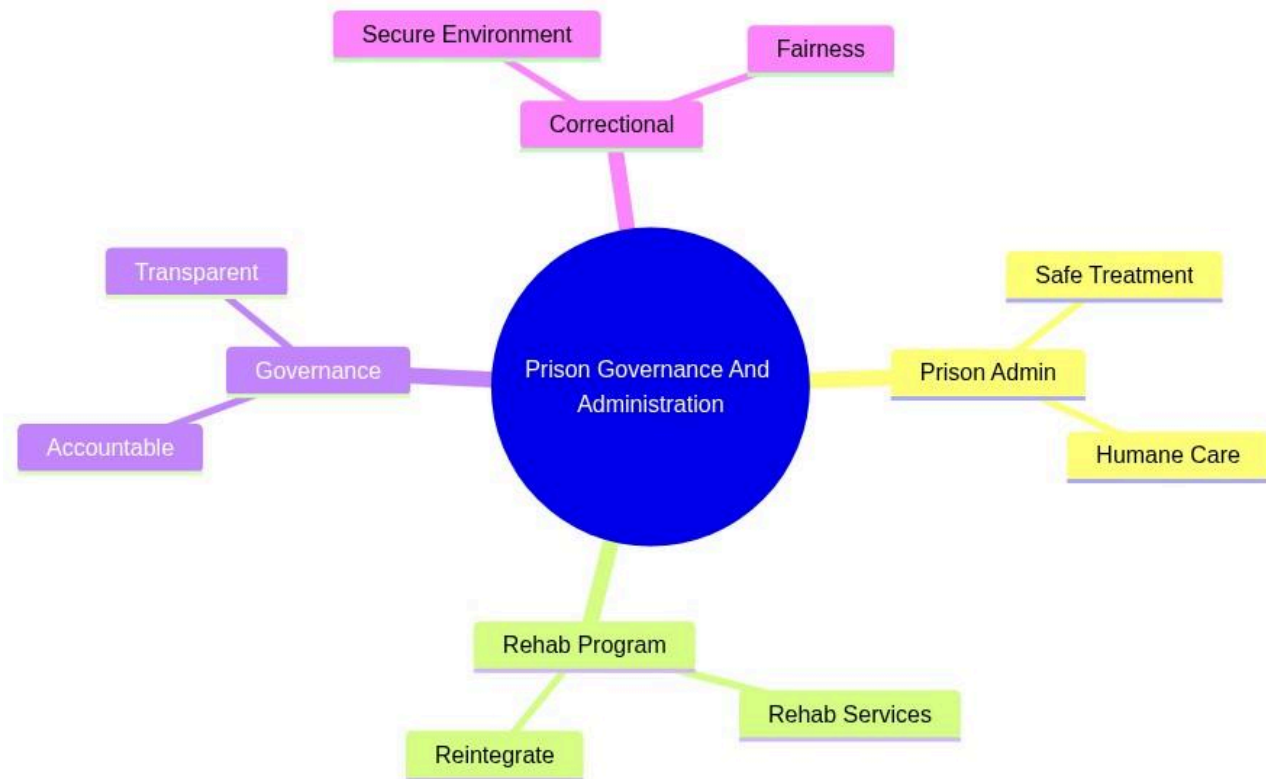 Secure Environment
Fairness
Correctional
Transparent
Safe Treatment
Governance
Prison Governance And
Administration
Prison Admin
Accountable
Humane Care
Rehab Program
Rehab Services
Reintegrate